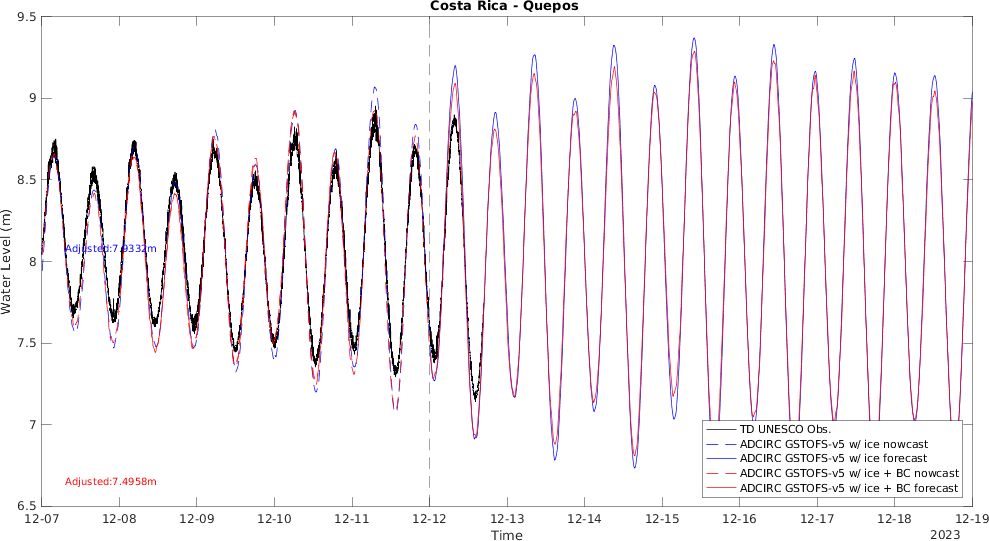 Costa Rica - Quepos
9.5
9
8.5
8
7.5
7
6.5
Water Level (m)
Adjusted:7.9332m
Adjusted:7.4958m
TD UNESCO Obs.
ADCIRC GSTOFS-v5 w/ ice nowcast
ADCIRC GSTOFS-v5 w/ ice forecast
ADCIRC GSTOFS-v5 w/ ice + BC nowcast
ADCIRC GSTOFS-v5 w/ ice + BC forecast
12-07 12-08 12-09 12-10 12-11 12-12 12-13 12-14 12-15 12-16 12-17 12-18 12-19
Time
2023